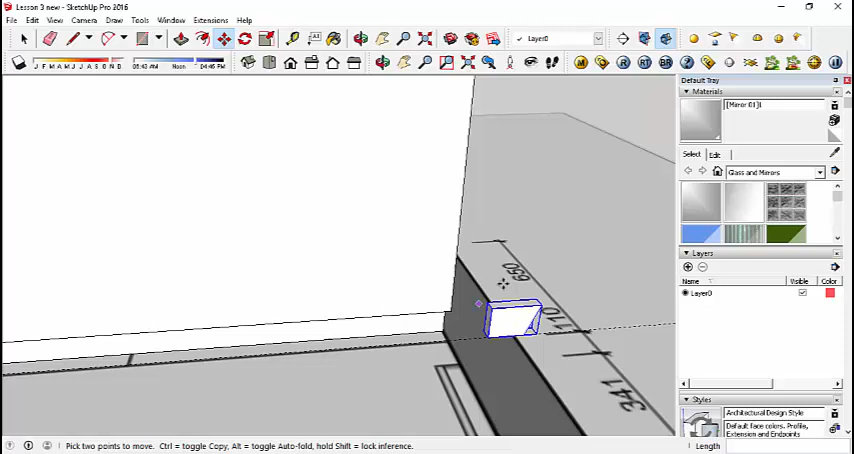 Lesson 3 new - SketchUp Pro 2016
File Edit View Camera Draw Tools Window Extensions Help
Layer0
J F M A M J J A S O N D 06:43 AM Noon 04:45 PM
Default Tray
Materials
[Mirror 01]1
Select Edit
Glass and Mirrors
Layers
Name Visible Color
Layer0
650
110
341
Styles
Architectural Design Style
Default face colors. Profile,
Extension and Endpoints
Pick two points to move. Ctrl = toggle Copy, Alt = toggle Auto-fold, hold Shift = lock inference.
Length